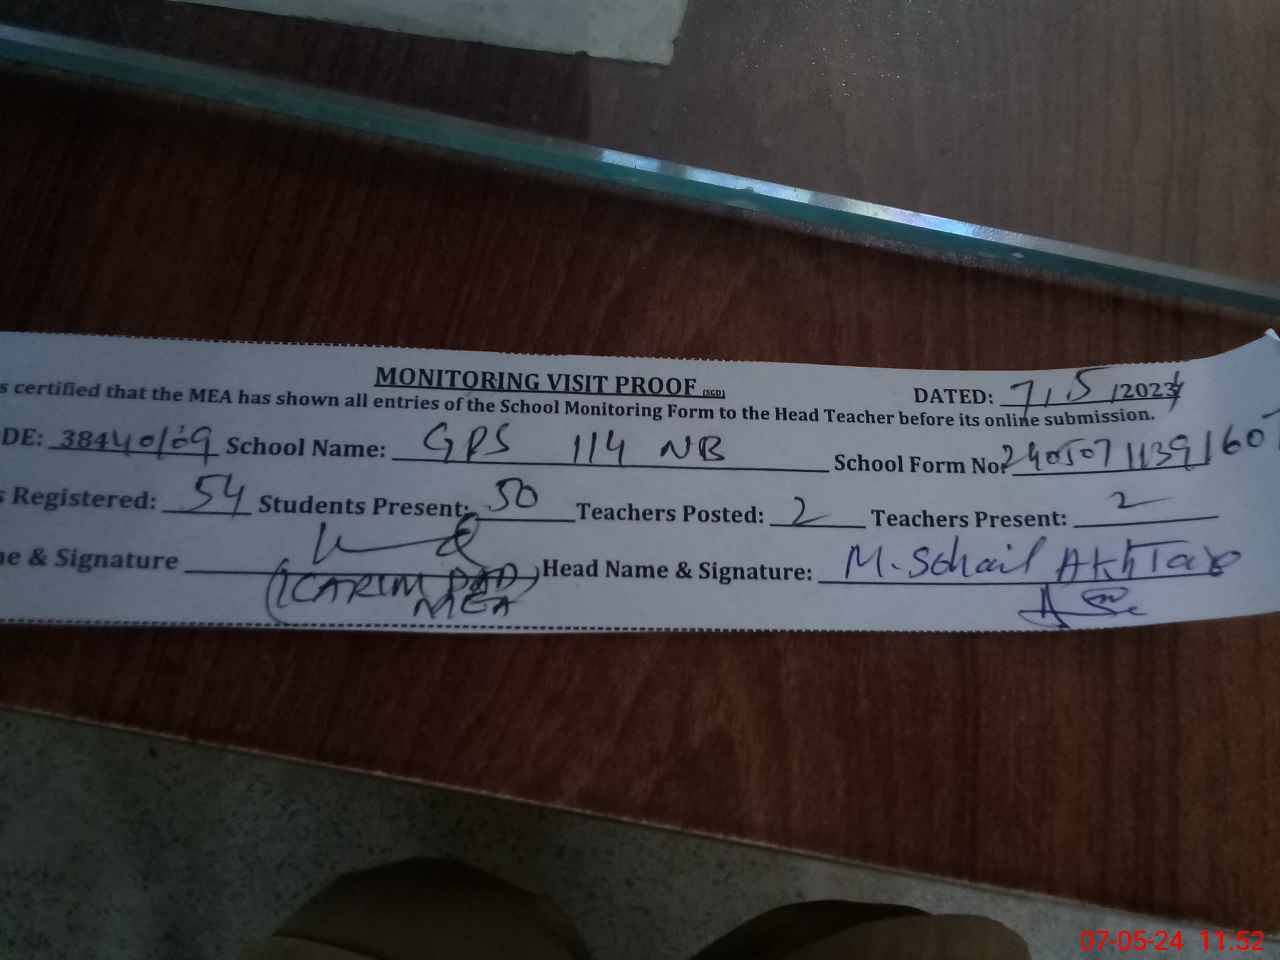 MONITORING VISIT PROOF (SGD)
DATED: 7/5/2024
s certified that the MEA has shown all entries of the School Monitoring Form to the Head Teacher before its online submission.
DE: 38440109 School Name: GPS 114 NB School Form No: 2405071139160
s Registered: 54 Students Present: 50 Teachers Posted: 2 Teachers Present: 2
e & Signature Head Name & Signature: M. Sohail Akhtar
MEA
07-05-24 11:52